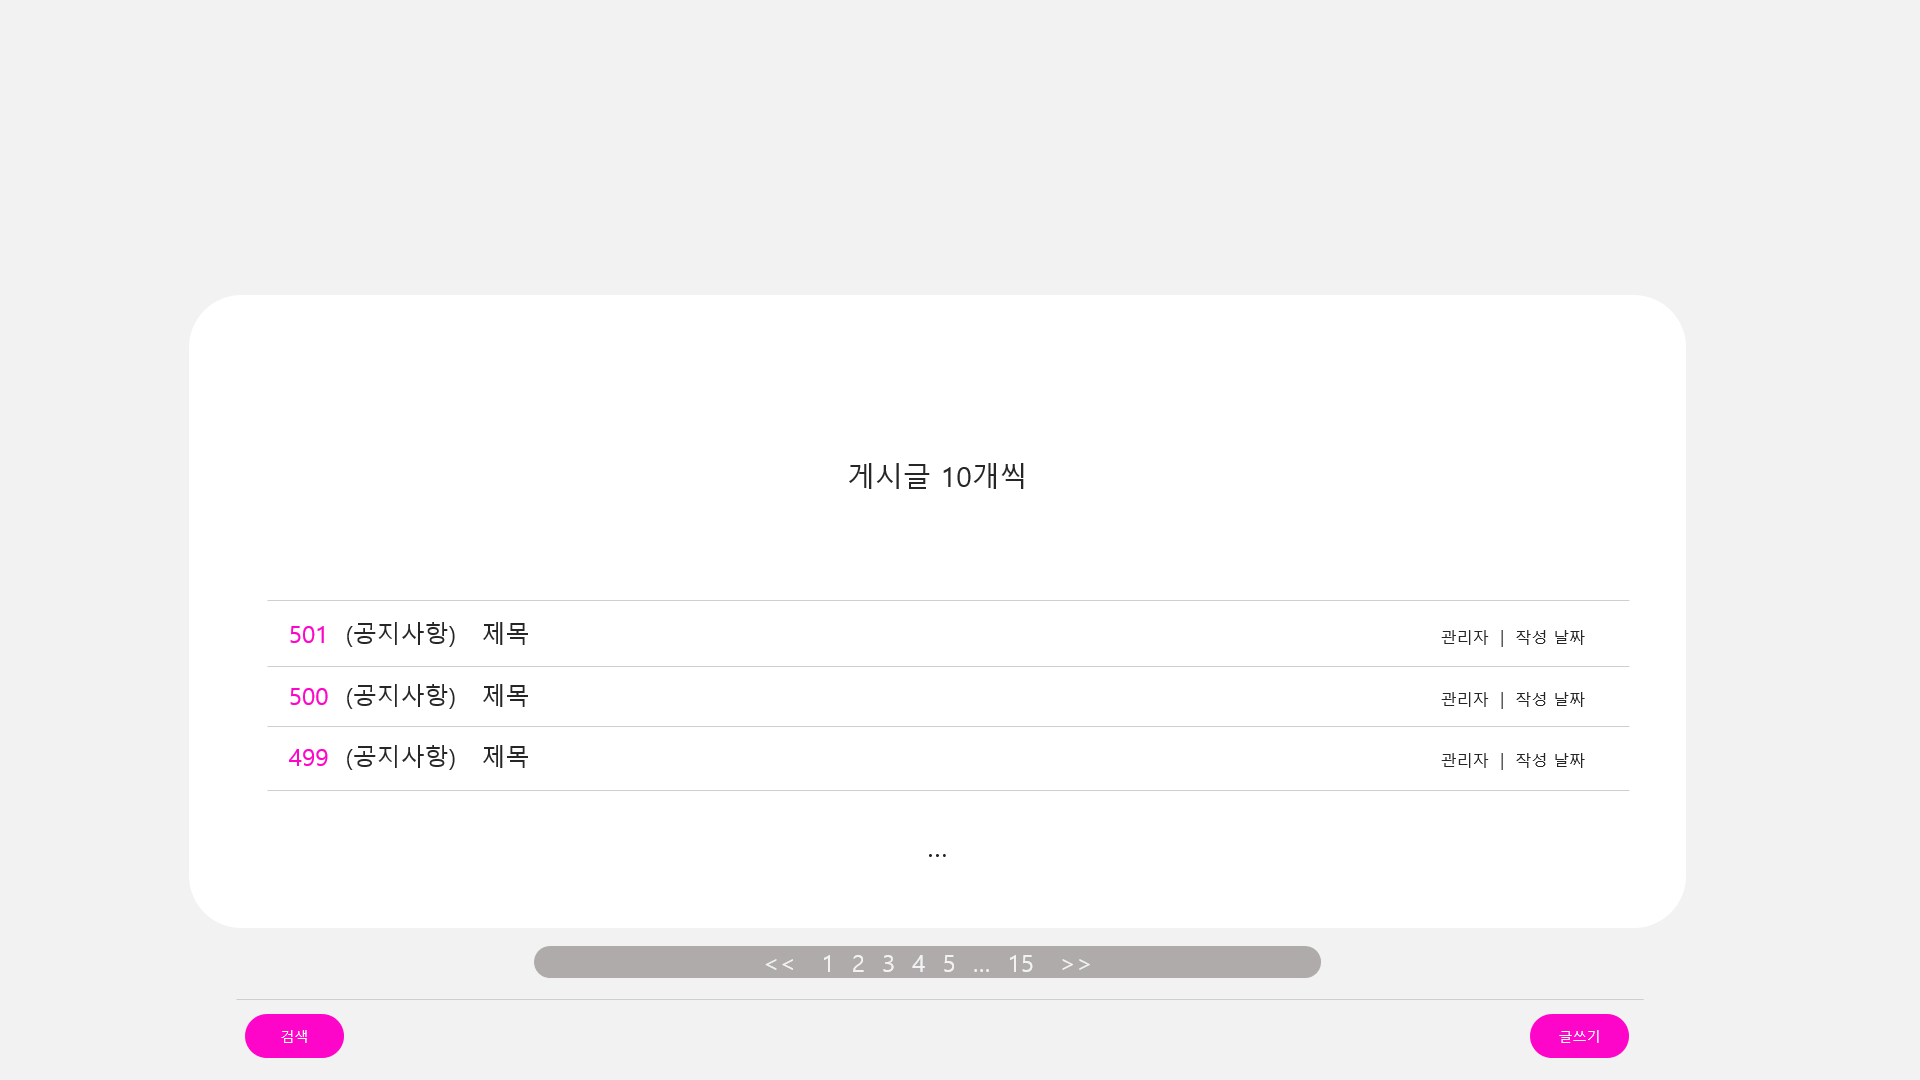 게시글 10개씩
501 (공지사항) 제목 관리자 | 작성 날짜
500 (공지사항) 제목 관리자 | 작성 날짜
499 (공지사항) 제목 관리자 | 작성 날짜
...
<< 1 2 3 4 5 ... 15 >>
검색 글쓰기